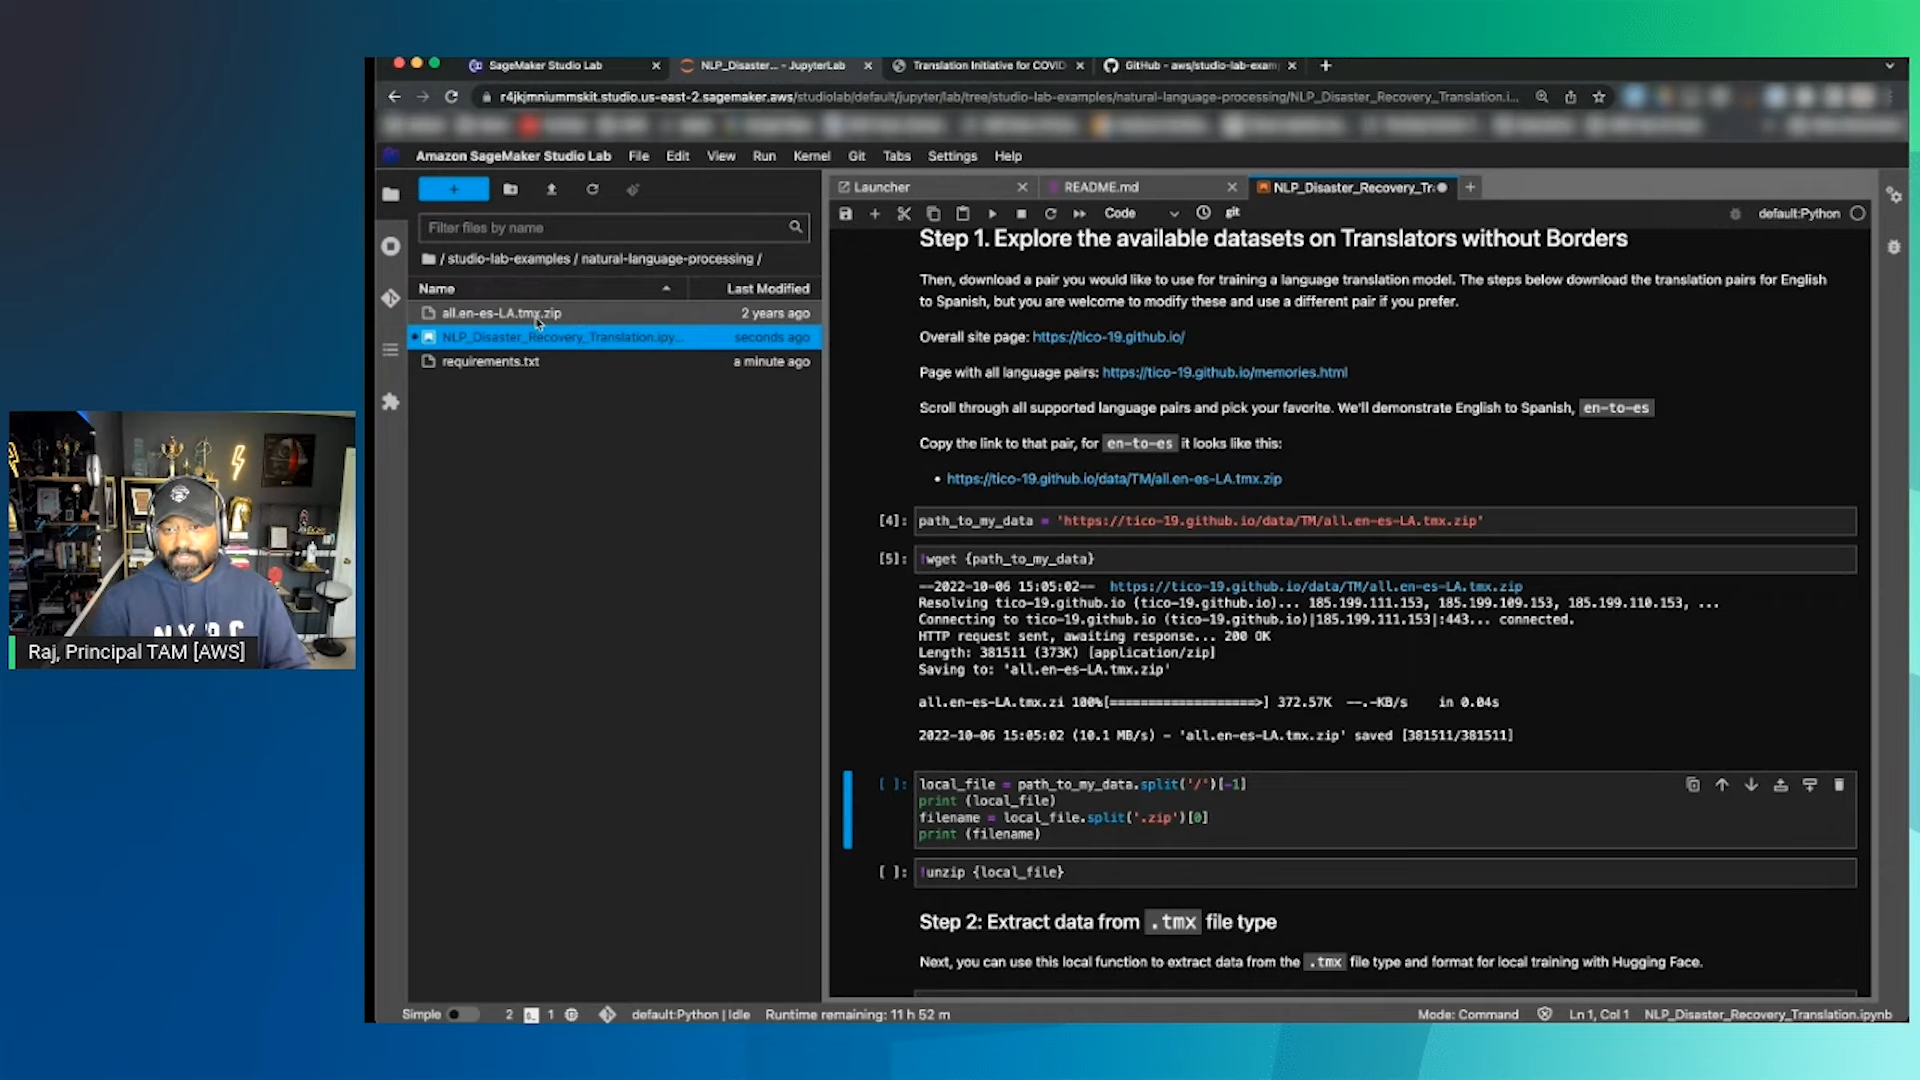 SageMaker Studio Lab
NLP_Disaster... - JupyterLab
Translation Initiative for COVID
GitHub - aws/studio-lab-exam
r4jkjmniummskit.studio.us-east-2.sagemaker.aws/studiolab/default/jupyter/lab/tree/studio-lab-examples/natural-language-processing/NLP_Disaster_Recovery_Translation.i...
Amazon SageMaker Studio Lab File Edit View Run Kernel Git Tabs Settings Help
Launcher
README.md
NLP_Disaster_Recovery_Tr
Code
git
default:Python
Filter files by name
/ studio-lab-examples / natural-language-processing /
Name Last Modified
all.en-es-LA.tmx.zip 2 years ago
NLP_Disaster_Recovery_Translation.ipy... seconds ago
requirements.txt a minute ago
Step 1. Explore the available datasets on Translators without Borders
Then, download a pair you would like to use for training a language translation model. The steps below download the translation pairs for English
to Spanish, but you are welcome to modify these and use a different pair if you prefer.
Overall site page: https://tico-19.github.io/
Page with all language pairs: https://tico-19.github.io/memories.html
Scroll through all supported language pairs and pick your favorite. We'll demonstrate English to Spanish, en-to-es
Copy the link to that pair, for en-to-es it looks like this:
• https://tico-19.github.io/data/TM/all.en-es-LA.tmx.zip
[4]: path_to_my_data = 'https://tico-19.github.io/data/TM/all.en-es-LA.tmx.zip'
[5]: !wget {path_to_my_data}
--2022-10-06 15:05:02-- https://tico-19.github.io/data/TM/all.en-es-LA.tmx.zip
Resolving tico-19.github.io (tico-19.github.io)... 185.199.111.153, 185.199.109.153, 185.199.110.153, ...
Connecting to tico-19.github.io (tico-19.github.io)|185.199.111.153|:443... connected.
HTTP request sent, awaiting response... 200 OK
Length: 381511 (373K) [application/zip]
Saving to: 'all.en-es-LA.tmx.zip'
all.en-es-LA.tmx.zi 100%[===================>] 372.57K --.-KB/s in 0.04s
2022-10-06 15:05:02 (10.1 MB/s) - 'all.en-es-LA.tmx.zip' saved [381511/381511]
[ ]: local_file = path_to_my_data.split('/')[-1]
print (local_file)
filename = local_file.split('.zip')[0]
print (filename)
[ ]: !unzip {local_file}
Step 2: Extract data from .tmx file type
Next, you can use this local function to extract data from the .tmx file type and format for local training with Hugging Face.
Raj, Principal TAM [AWS]
Simple 2 1 default:Python | Idle Runtime remaining: 11 h 52 m
Mode: Command Ln 1, Col 1 NLP_Disaster_Recovery_Translation.ipynb